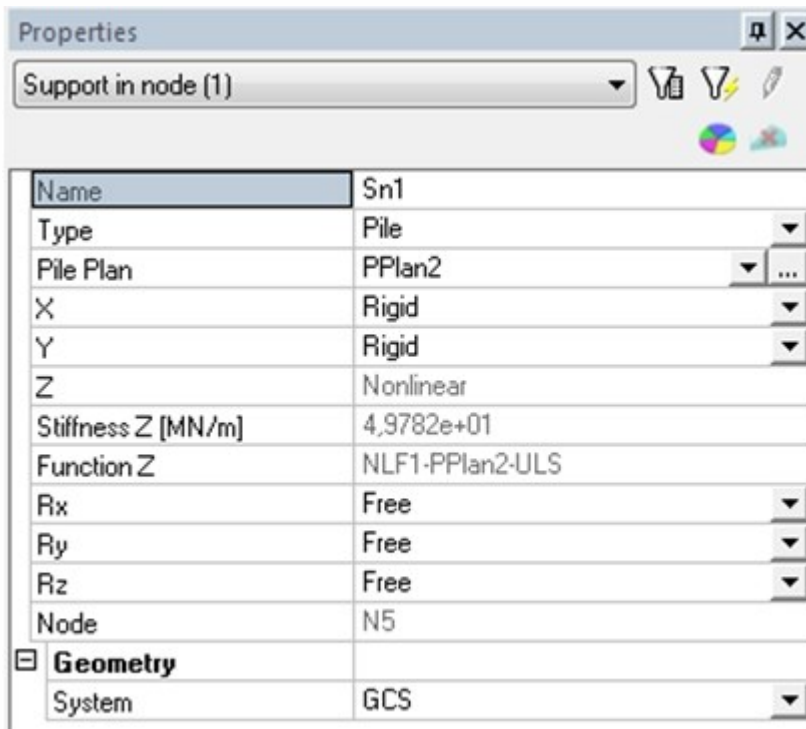 Properties
Support in node (1)
Name Sn1
Type Pile
Pile Plan PPlan2 ...
X Rigid
Y Rigid
Z Nonlinear
Stiffness Z [MN/m] 4,9782e+01
Function Z NLF1-PPlan2-ULS
Rx Free
Ry Free
Rz Free
Node N5
Geometry
System GCS